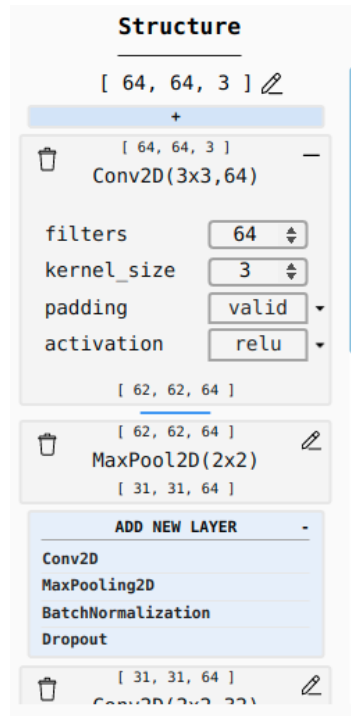 Structure
[ 64, 64, 3 ]
+
[ 64, 64, 3 ]
Conv2D(3x3,64)
filters 64
kernel_size 3
padding valid
activation relu
[ 62, 62, 64 ]
[ 62, 62, 64 ]
MaxPool2D(2x2)
[ 31, 31, 64 ]
ADD NEW LAYER -
Conv2D
MaxPooling2D
BatchNormalization
Dropout
[ 31, 31, 64 ]